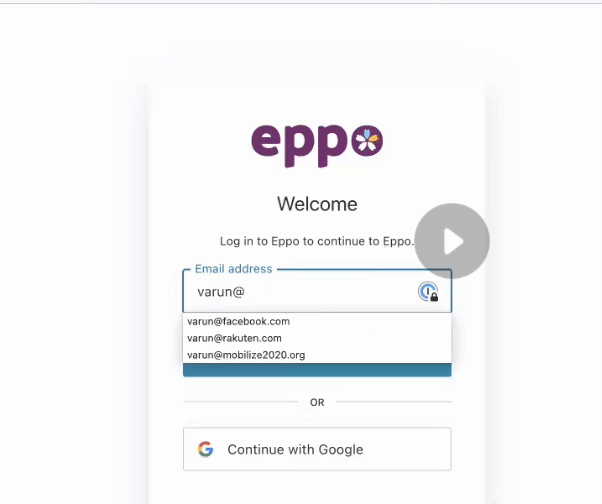 eppo
Welcome
Log in to Eppo to continue to Eppo.
Email address
varun@
varun@facebook.com
varun@rakuten.com
varun@mobilize2020.org
OR
Continue with Google